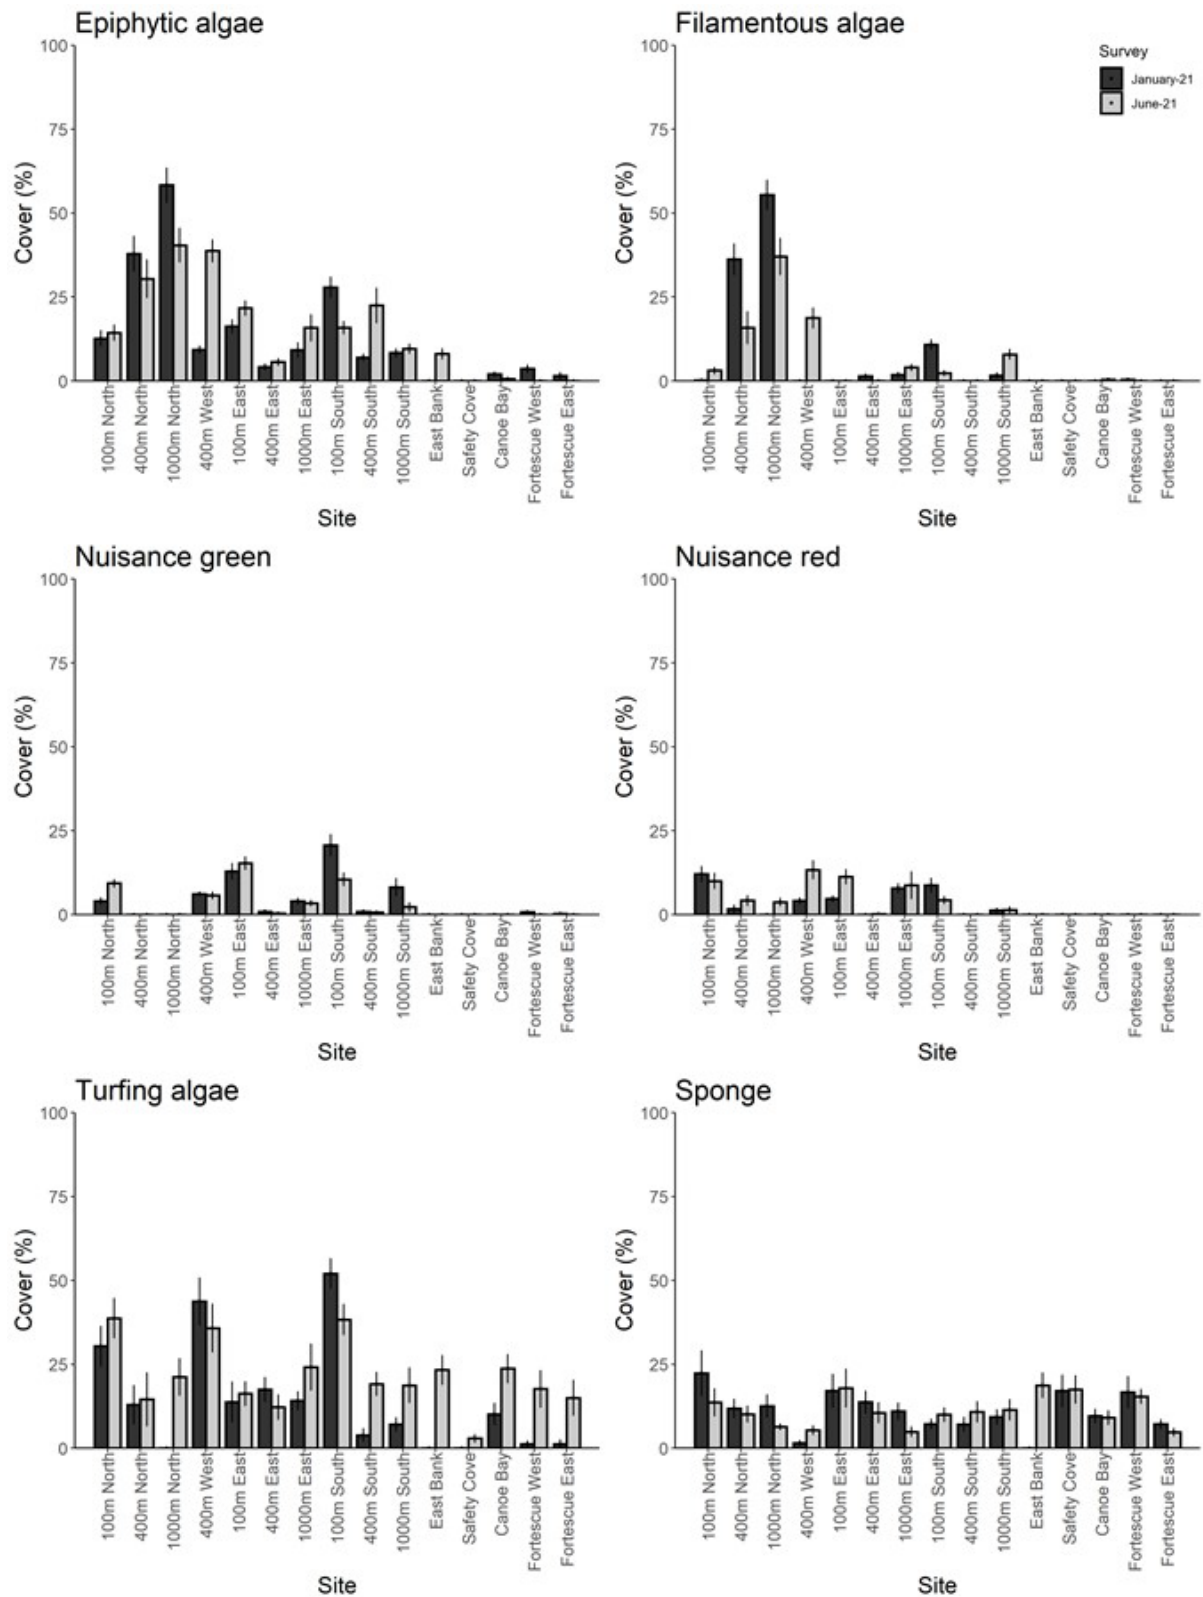 Epiphytic algae
100
75
50
25
0
Cover (%)
100m North
400m North
1000m North
400m West
100m East
400m East
1000m East
100m South
400m South
1000m South
East Bank
Safety Cove
Canoe Bay
Fortescue West
Fortescue East
Site
Filamentous algae
Survey
January-21
June-21
100
75
50
25
0
Cover (%)
100m North
400m North
1000m North
400m West
100m East
400m East
1000m East
100m South
400m South
1000m South
East Bank
Safety Cove
Canoe Bay
Fortescue West
Fortescue East
Site
Nuisance green
100
75
50
25
0
Cover (%)
100m North
400m North
1000m North
400m West
100m East
400m East
1000m East
100m South
400m South
1000m South
East Bank
Safety Cove
Canoe Bay
Fortescue West
Fortescue East
Site
Nuisance red
100
75
50
25
0
Cover (%)
100m North
400m North
1000m North
400m West
100m East
400m East
1000m East
100m South
400m South
1000m South
East Bank
Safety Cove
Canoe Bay
Fortescue West
Fortescue East
Site
Turfing algae
100
75
50
25
0
Cover (%)
100m North
400m North
1000m North
400m West
100m East
400m East
1000m East
100m South
400m South
1000m South
East Bank
Safety Cove
Canoe Bay
Fortescue West
Fortescue East
Site
Sponge
100
75
50
25
0
Cover (%)
100m North
400m North
1000m North
400m West
100m East
400m East
1000m East
100m South
400m South
1000m South
East Bank
Safety Cove
Canoe Bay
Fortescue West
Fortescue East
Site